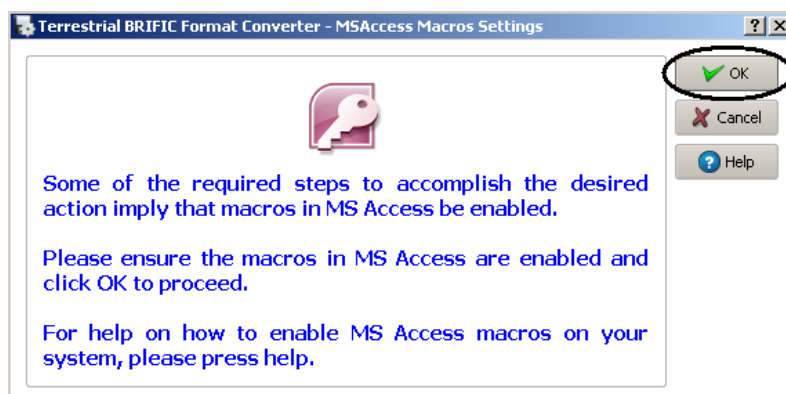 Terrestrial BRIFIC Format Converter - MSAccess Macros Settings
OK
Cancel
Help
Some of the required steps to accomplish the desired
action imply that macros in MS Access be enabled.
Please ensure the macros in MS Access are enabled and
click OK to proceed.
For help on how to enable MS Access macros on your
system, please press help.